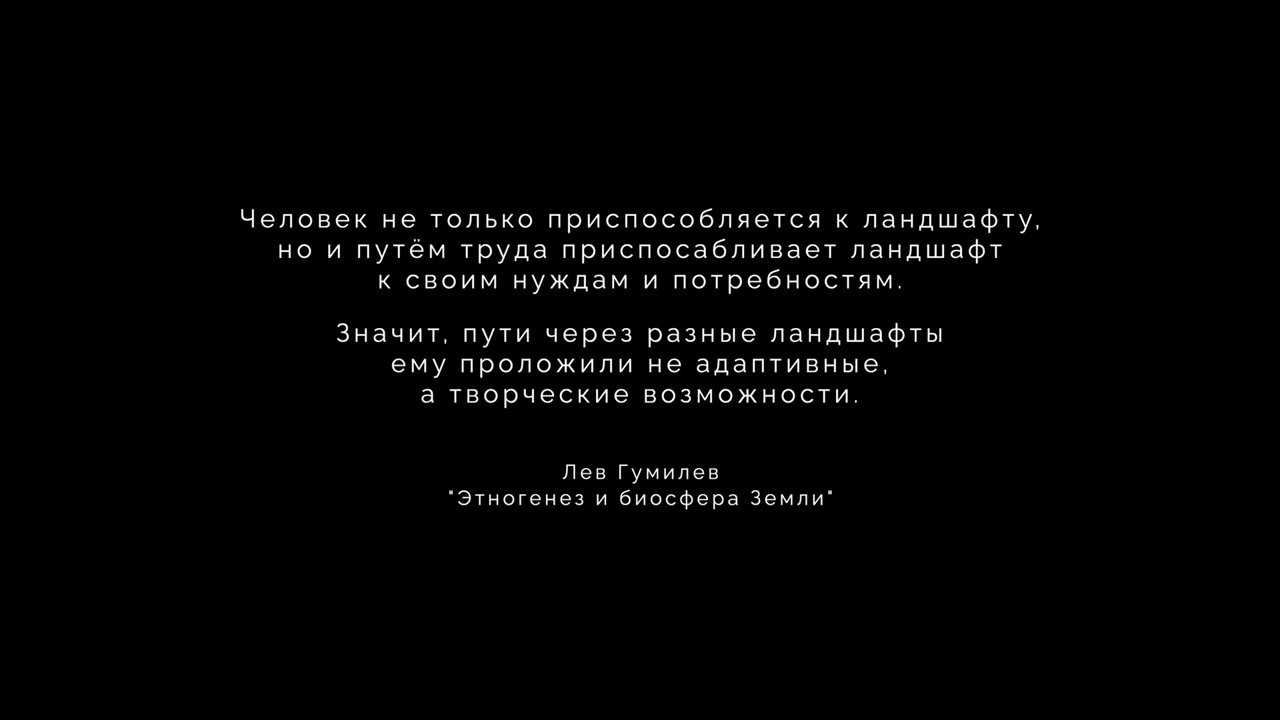 Человек не только приспособляется к ландшафту,
но и путём труда приспосабливает ландшафт
к своим нуждам и потребностям.
Значит, пути через разные ландшафты
ему проложили не адаптивные,
а творческие возможности.
Лев Гумилев
"Этногенез и биосфера Земли"